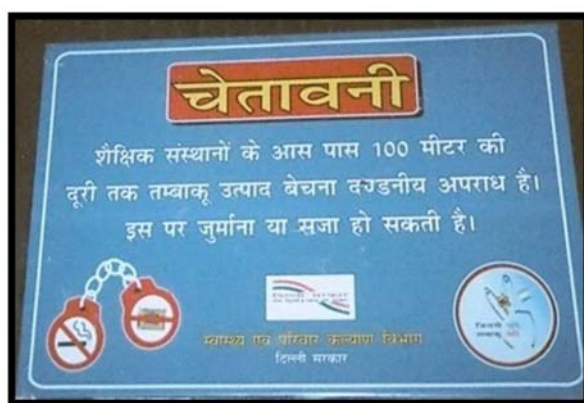 चेतावनी
शैक्षिक संस्थानों के आस पास 100 मीटर की
दूरी तक तम्बाकू उत्पाद बेचना दण्डनीय अपराध है।
इस पर जुर्माना या सजा हो सकती है।
दिल्ली सरकार
स्वास्थ्य एवं परिवार कल्याण विभाग
दिल्ली सरकार